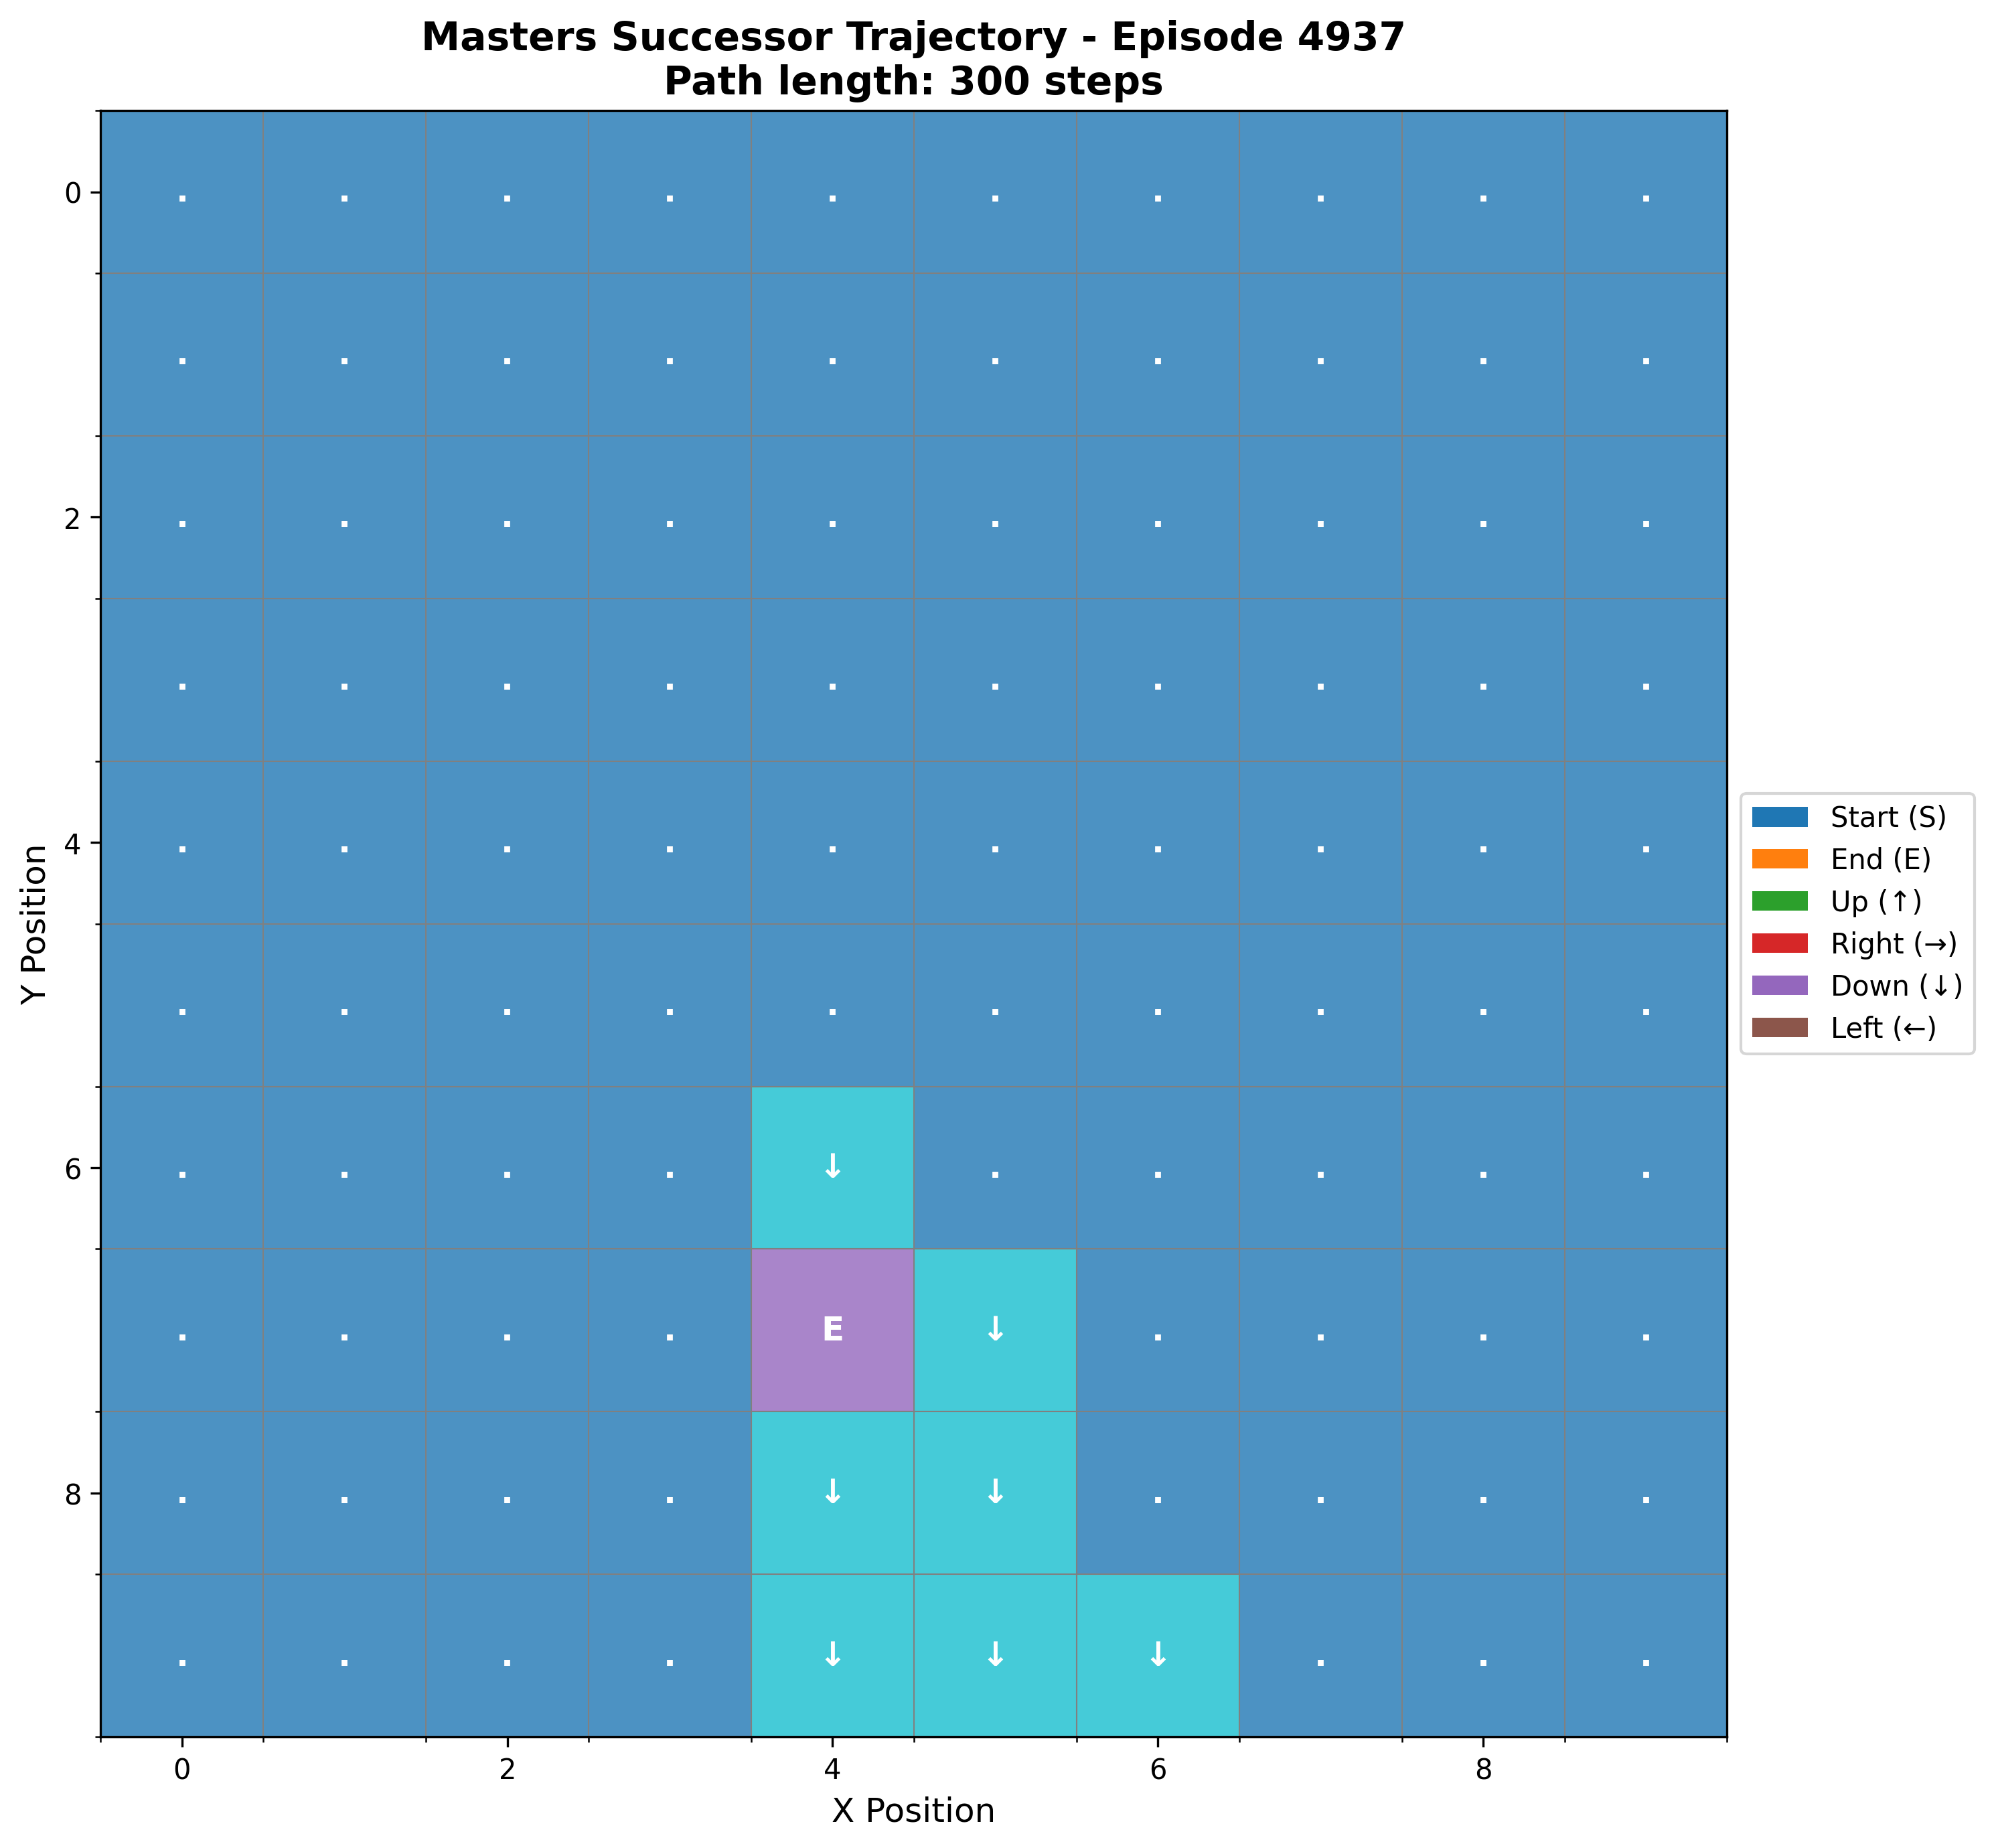 Masters Successor Trajectory - Episode 4937
Path length: 300 steps
0
. . . . . . . . . .
. . . . . . . . . .
2
. . . . . . . . . .
. . . . . . . . . .
4
. . . . . . . . . .
. . . . . . . . . .
6
. . . . ↓ . . . . .
. . . . E ↓ . . . .
8
. . . . ↓ ↓ . . . .
. . . . ↓ ↓ ↓ . . .
0 2 4 6 8
X Position
Y Position
Start (S)
End (E)
Up (↑)
Right (→)
Down (↓)
Left (←)